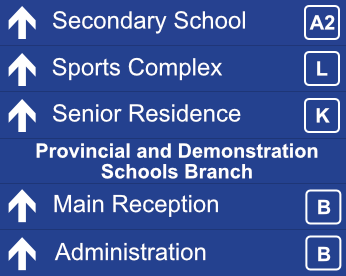 Secondary School A2
Sports Complex L
Senior Residence K
Provincial and Demonstration
Schools Branch
Main Reception B
Administration B